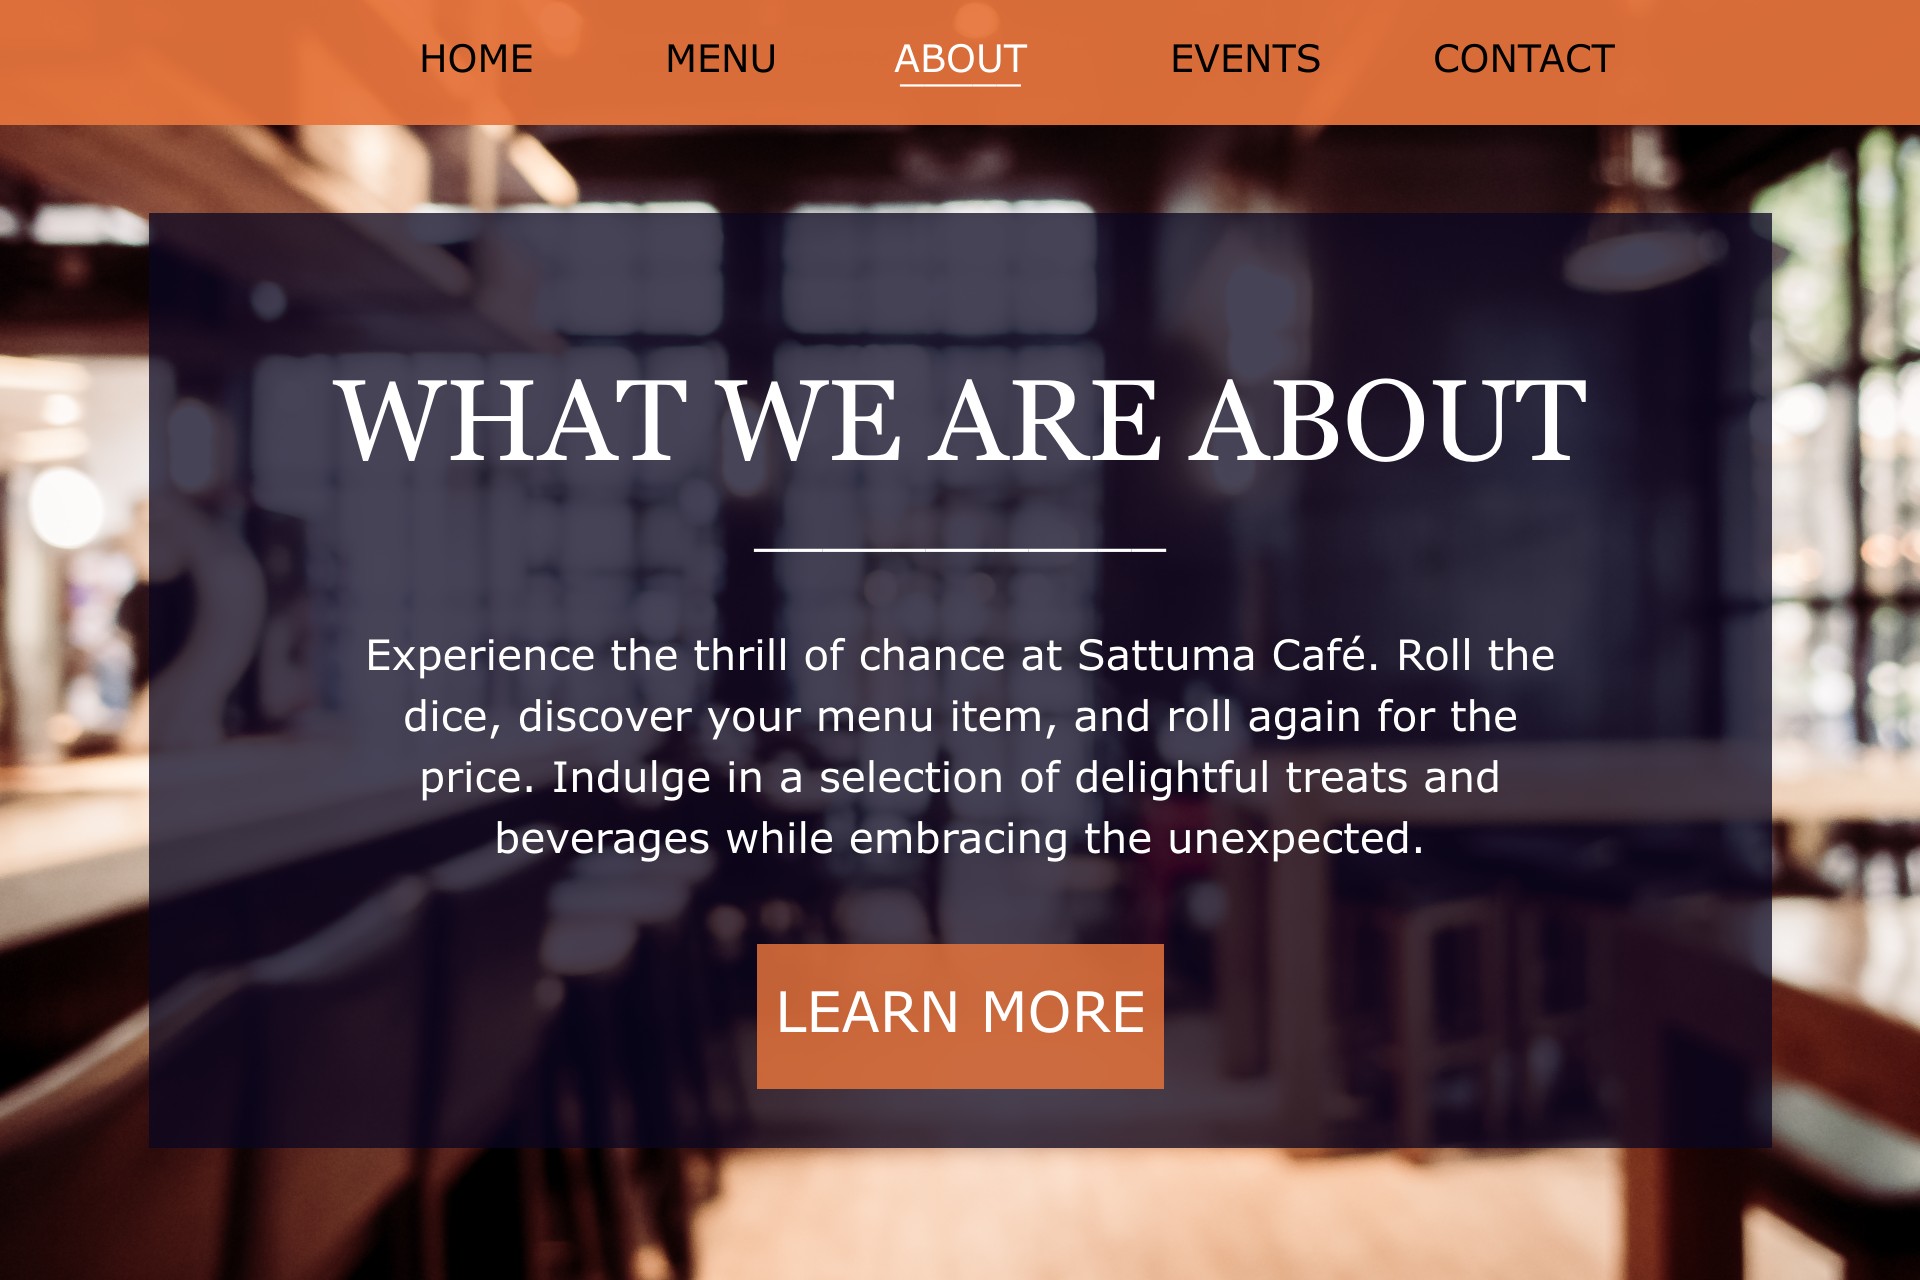 HOME MENU ABOUT EVENTS CONTACT
WHAT WE ARE ABOUT
Experience the thrill of chance at Sattuma Café. Roll the
dice, discover your menu item, and roll again for the
price. Indulge in a selection of delightful treats and
beverages while embracing the unexpected.
LEARN MORE